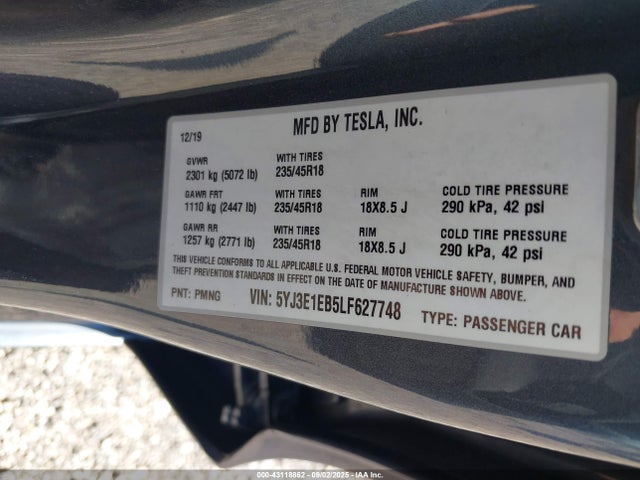 MFD BY TESLA, INC.
12/19
GVWR
2301 kg (5072 lb)
WITH TIRES
235/45R18
GAWR FRT
1110 kg (2447 lb)
WITH TIRES
235/45R18
RIM
18X8.5 J
COLD TIRE PRESSURE
290 kPa, 42 psi
GAWR RR
1257 kg (2771 lb)
WITH TIRES
235/45R18
RIM
18X8.5 J
COLD TIRE PRESSURE
290 kPa, 42 psi
THIS VEHICLE CONFORMS TO ALL APPLICABLE U.S. FEDERAL MOTOR VEHICLE SAFETY, BUMPER, AND
THEFT PREVENTION STANDARDS IN EFFECT ON THE DATE OF MANUFACTURE SHOWN ABOVE.
PNT: PMNG
VIN: 5YJ3E1EB5LF627748
TYPE: PASSENGER CAR
000-43118862 - 09/02/2025 - IAA Inc.